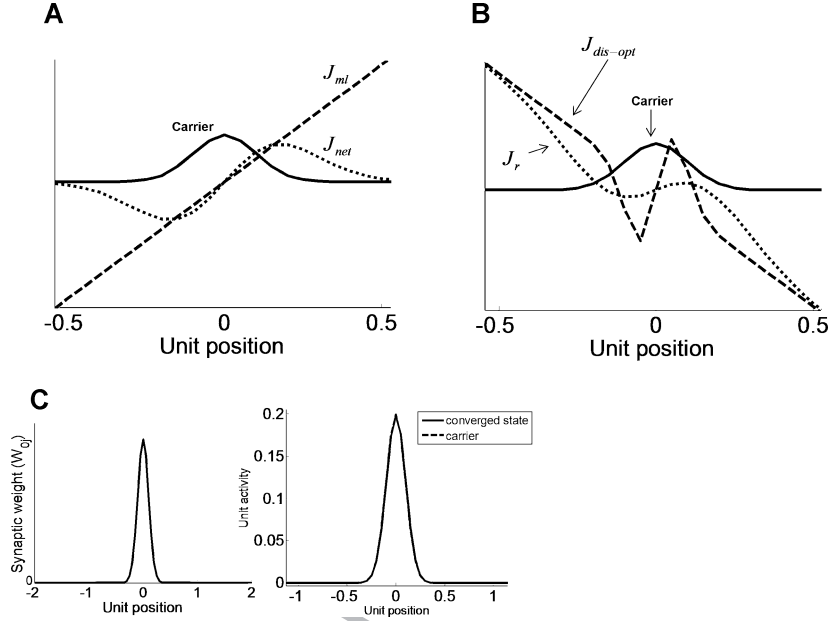 A
J_ml
Carrier
J_net
-0.5 0 0.5
Unit position
B
J_dis-opt
Carrier
J_r
-0.5 0 0.5
Unit position
C
Synaptic weight (W_0j)
0
-2 -1 0 1 2
Unit position
Unit activity
0.2
0.15
0.1
0.05
0
-1 -0.5 0 0.5 1
Unit position
converged state
carrier